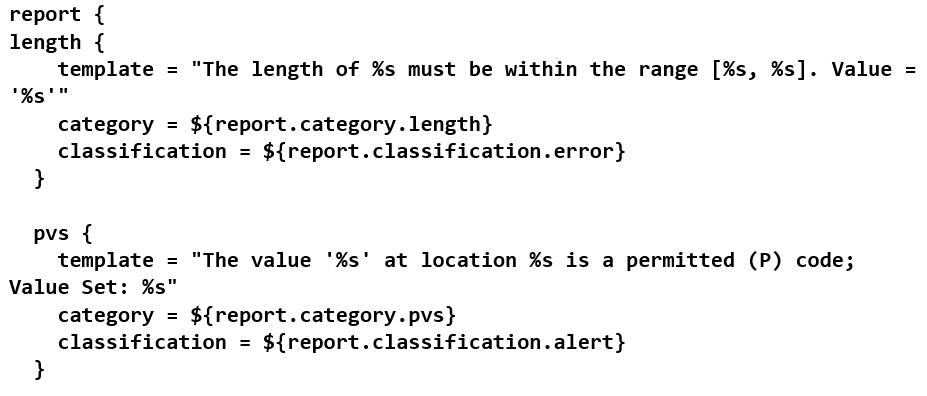 report {
length {
    template = "The length of %s must be within the range [%s, %s]. Value =
'%s'"
    category = ${report.category.length}
    classification = ${report.classification.error}
  }

  pvs {
    template = "The value '%s' at location %s is a permitted (P) code;
Value Set: %s"
    category = ${report.category.pvs}
    classification = ${report.classification.alert}
  }